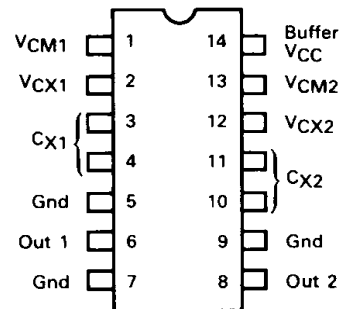 VCM1 1 14 Buffer VCC
VCX1 2 13 VCM2
CX1 3 12 VCX2
4 11 CX2
Gnd 5 10
Out 1 6 9 Gnd
Gnd 7 8 Out 2